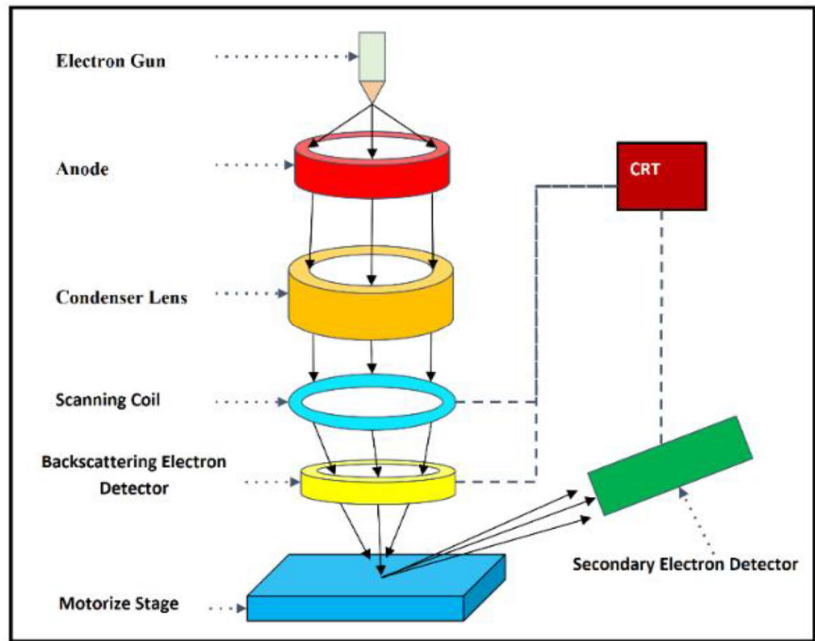 Electron Gun
Anode
CRT
Condenser Lens
Scanning Coil
Backscattering Electron
Detector
Secondary Electron Detector
Motorize Stage